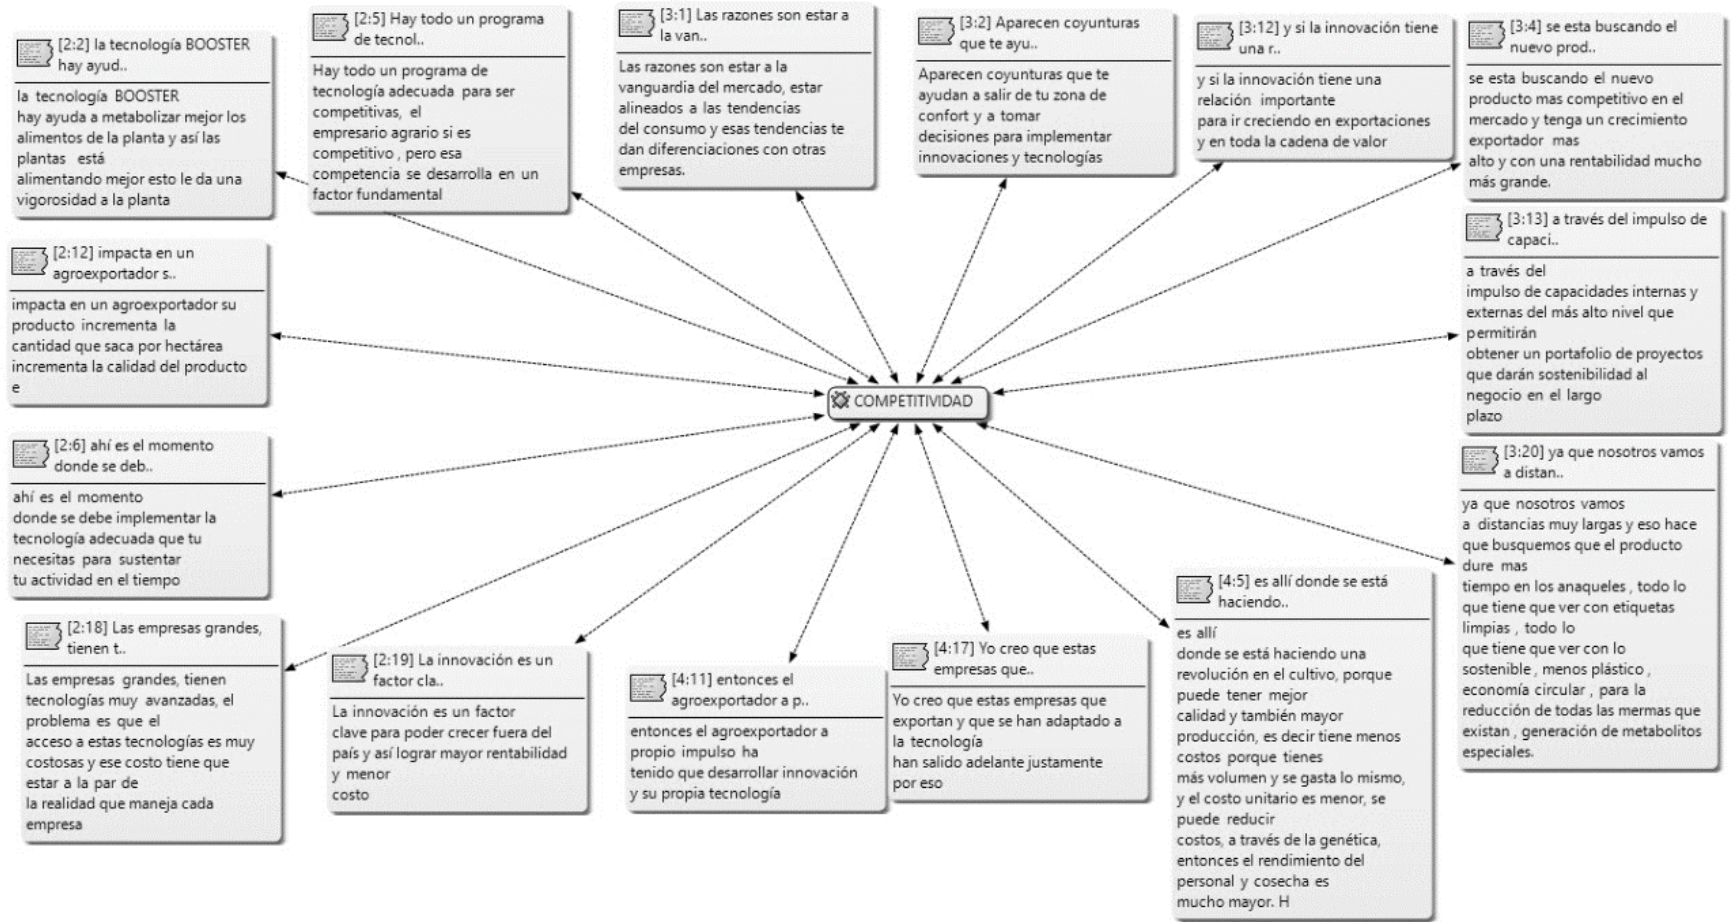 [2:2] la tecnología BOOSTER
hay ayud..
la tecnología BOOSTER
hay ayuda a metabolizar mejor los
alimentos de la planta y así las
plantas está
alimentando mejor esto le da una
vigorosidad a la planta
[2:5] Hay todo un programa
de tecnol..
Hay todo un programa de
tecnología adecuada para ser
competitivas, el
empresario agrario si es
competitivo , pero esa
competencia se desarrolla en un
factor fundamental
[3:1] Las razones son estar a
la van..
Las razones son estar a la
vanguardia del mercado, estar
alineados a las tendencias
del consumo y esas tendencias te
dan diferenciaciones con otras
empresas.
[3:2] Aparecen coyunturas
que te ayu..
Aparecen coyunturas que te
ayudan a salir de tu zona de
confort y a tomar
decisiones para implementar
innovaciones y tecnologías
[3:12] y si la innovación tiene
una r..
y si la innovación tiene una
relación importante
para ir creciendo en exportaciones
y en toda la cadena de valor
[3:4] se esta buscando el
nuevo prod..
se esta buscando el nuevo
producto mas competitivo en el
mercado y tenga un crecimiento
exportador mas
alto y con una rentabilidad mucho
más grande.
[2:12] impacta en un
agroexportador s..
impacta en un agroexportador su
producto incrementa la
cantidad que saca por hectárea
incrementa la calidad del producto
e
[3:13] a través del impulso de
capaci..
a través del
impulso de capacidades internas y
externas del más alto nivel que
permitirán
obtener un portafolio de proyectos
que darán sostenibilidad al
negocio en el largo
plazo
COMPETITIVIDAD
[2:6] ahí es el momento
donde se deb..
ahí es el momento
donde se debe implementar la
tecnología adecuada que tu
necesitas para sustentar
tu actividad en el tiempo
[3:20] ya que nosotros vamos
a distan..
ya que nosotros vamos
a distancias muy largas y eso hace
que busquemos que el producto
dure mas
tiempo en los anaqueles , todo lo
que tiene que ver con etiquetas
limpias , todo lo
que tiene que ver con lo
sostenible , menos plástico ,
economía circular , para la
reducción de todas las mermas que
existan , generación de metabolitos
especiales.
[2:18] Las empresas grandes,
tienen t..
Las empresas grandes, tienen
tecnologías muy avanzadas, el
problema es que el
acceso a estas tecnologías es muy
costosas y ese costo tiene que
estar a la par de
la realidad que maneja cada
empresa
[2:19] La innovación es un
factor cla..
La innovación es un factor
clave para poder crecer fuera del
país y así lograr mayor rentabilidad
y menor
costo
[4:11] entonces el
agroexportador a p..
entonces el agroexportador a
propio impulso ha
tenido que desarrollar innovación
y su propia tecnología
[4:17] Yo creo que estas
empresas que..
Yo creo que estas empresas que
exportan y que se han adaptado a
la tecnología
han salido adelante justamente
por eso
[4:5] es allí donde se está
haciendo..
es allí
donde se está haciendo una
revolución en el cultivo, porque
puede tener mejor
calidad y también mayor
producción, es decir tiene menos
costos porque tienes
más volumen y se gasta lo mismo,
y el costo unitario es menor, se
puede reducir
costos, a través de la genética,
entonces el rendimiento del
personal y cosecha es
mucho mayor. H